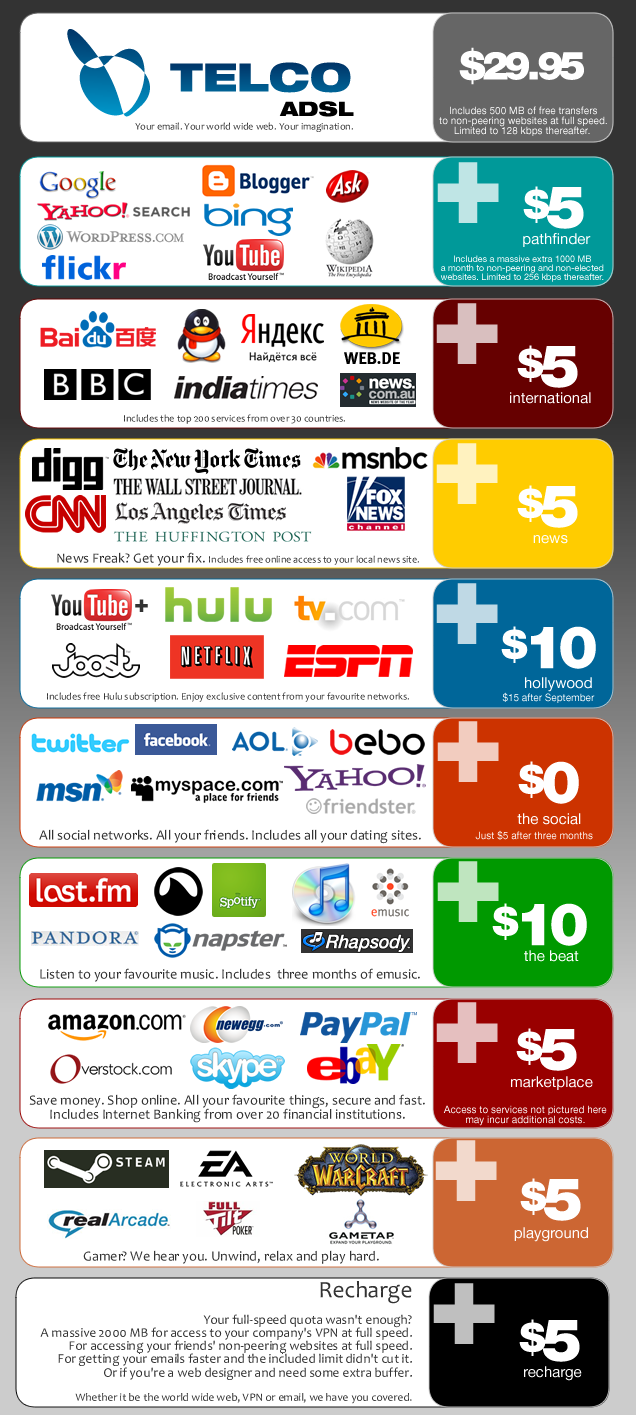 TELCO
ADSL
Your email. Your world wide web. Your imagination.
$29.95
Includes 500 MB of free transfers
to non-peering websites at full speed.
Limited to 128 kbps thereafter.
Google
Blogger
Ask
YAHOO! SEARCH
bing
WORDPRESS.COM
flickr
YouTube
Broadcast Yourself™
WIKIPEDIA
The Free Encyclopedia
$5
pathfinder
Includes a massive extra 1000 MB
a month to non-peering and non-elected
websites. Limited to 256 kbps thereafter.
Bai du 百度
Яндекс
Найдётся всё
WEB.DE
BBC
indiatimes
news.
com.au
NEWS WEBSITE OF THE YEAR
Includes the top 200 services from over 30 countries.
$5
international
digg
The New York Times
msnbc
THE WALL STREET JOURNAL.
CNN
Los Angeles Times
FOX
NEWS
channel
THE HUFFINGTON POST
News Freak? Get your fix. Includes free online access to your local news site.
$5
news
YouTube+
Broadcast Yourself™
hulu
tv.com™
Joost™
NETFLIX
ESPN
Includes free Hulu subscription. Enjoy exclusive content from your favourite networks.
$10
hollywood
$15 after September
twitter
facebook.
AOL
bebo
msn
myspace.com™
a place for friends
YAHOO!
friendster
All social networks. All your friends. Includes all your dating sites.
$0
the social
Just $5 after three months
last.fm
Spotify
eMUSIC
PANDORA®
napster
Rhapsody
Listen to your favourite music. Includes three months of emusic.
$10
the beat
amazon.com®
newegg.com®
PayPal™
Overstock.com
skype™
ebay®
Save money. Shop online. All your favourite things, secure and fast.
Includes Internet Banking from over 20 financial institutions.
$5
marketplace
Access to services not pictured here
may incur additional costs.
STEAM
EA
ELECTRONIC ARTS™
WORLD
OF
WARCRAFT
realArcade
FULL
TILT
POKER
GAMETAP
EXPAND YOUR PLAYGROUND
Gamer? We hear you. Unwind, relax and play hard.
$5
playground
Recharge
Your full-speed quota wasn't enough?
A massive 2000 MB for access to your company's VPN at full speed.
For accessing your friends' non-peering websites at full speed.
For getting your emails faster and the included limit didn't cut it.
Or if you're a web designer and need some extra buffer.
Whether it be the world wide web, VPN or email, we have you covered.
$5
recharge